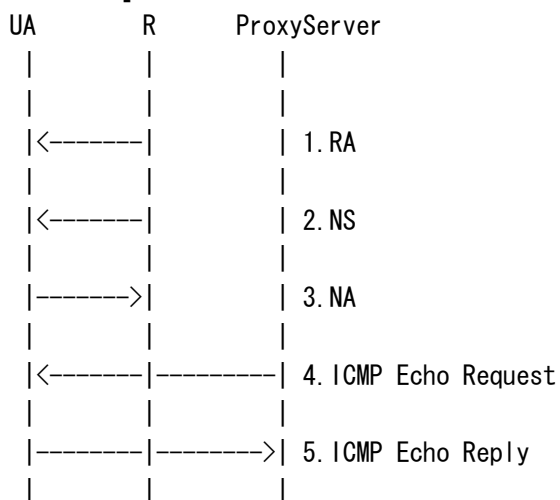 UA R ProxyServer
| | |
| | |
|<-------| | 1.RA
| | |
|<-------| | 2.NS
| | |
|------->| | 3.NA
| | |
|<-------|---------| 4.ICMP Echo Request
| | |
|--------|-------->| 5.ICMP Echo Reply
| | |